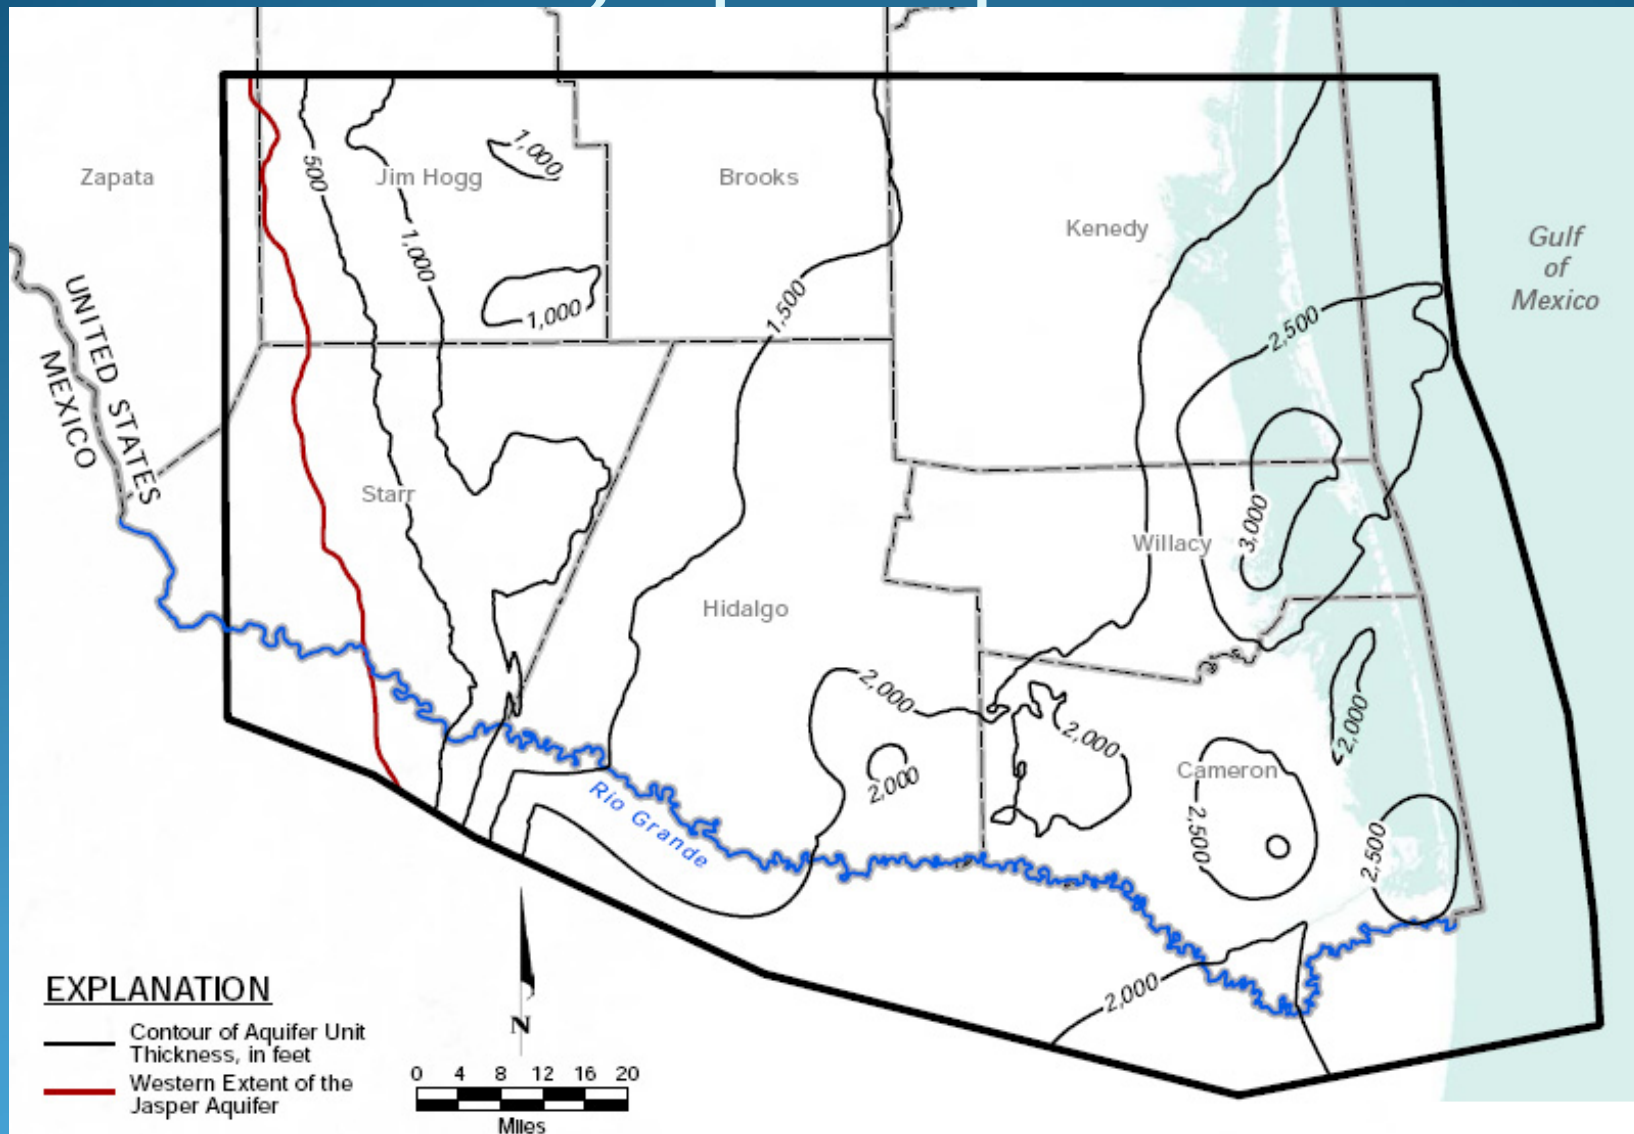 Zapata
500
Jim Hogg
1,000
1,000
1,000
Brooks
1,500
Kenedy
Gulf
of
Mexico
UNITED STATES
MEXICO
2,500
Starr
3,000
Willacy
Hidalgo
2,000
2,000
2,000
2,000
Cameron
2,500
2,500
Rio Grande
2,000
EXPLANATION
Contour of Aquifer Unit
Thickness, in feet
Western Extent of the
Jasper Aquifer
N
0 4 8 12 16 20
Miles